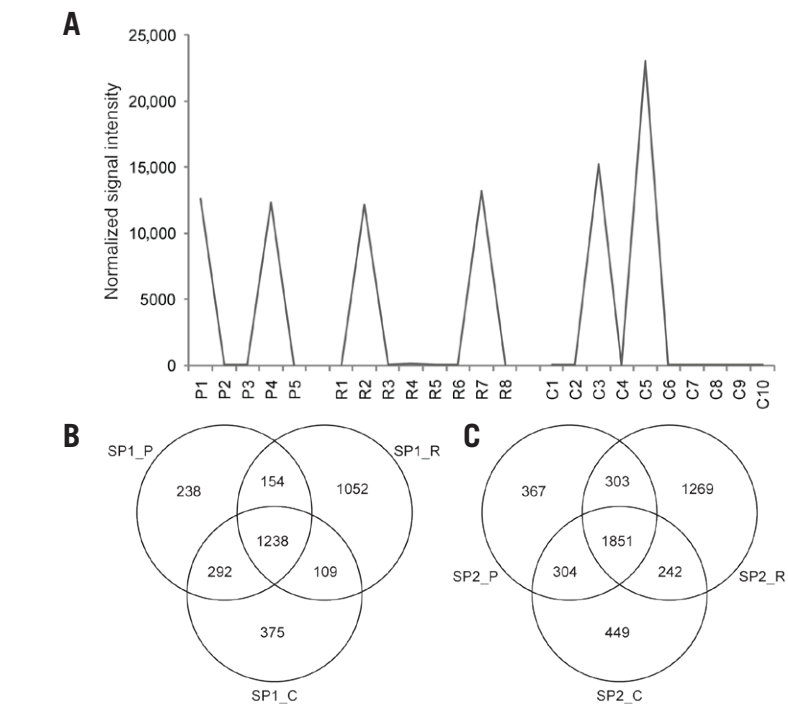 A
Normalized signal intensity
25,000
20,000
15,000
10,000
5000
0
P1 P2 P3 P4 P5 R1 R2 R3 R4 R5 R6 R7 R8 C1 C2 C3 C4 C5 C6 C7 C8 C9 C10
B
SP1_P
SP1_R
238
154
1052
1238
292
109
375
SP1_C
C
367
303
1269
1851
SP2_P
304
242
SP2_R
449
SP2_C